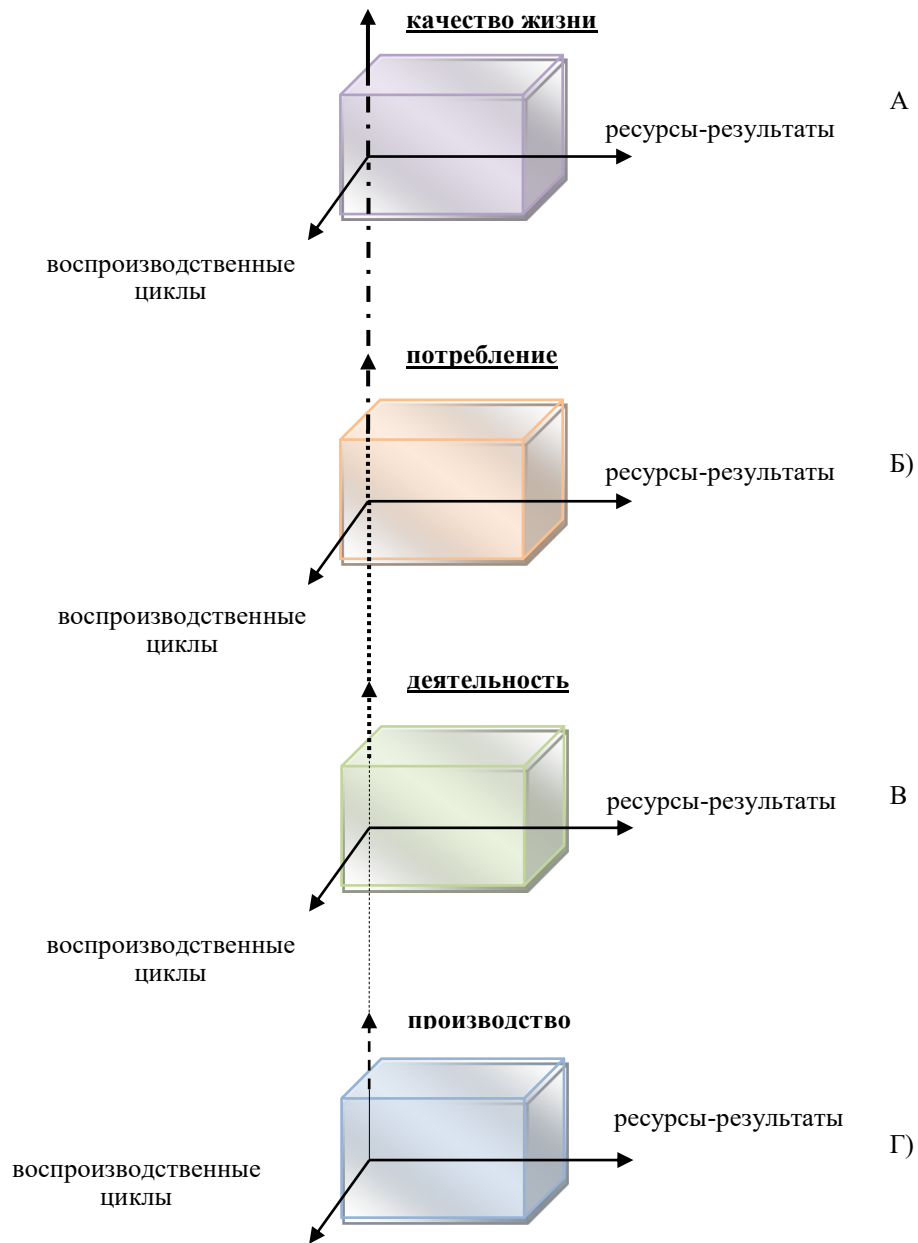 качество жизни
А
ресурсы-результаты
воспроизводственные
циклы
потребление
ресурсы-результаты
Б)
воспроизводственные
циклы
деятельность
ресурсы-результаты
В
воспроизводственные
циклы
производство
ресурсы-результаты
Г)
воспроизводственные
циклы